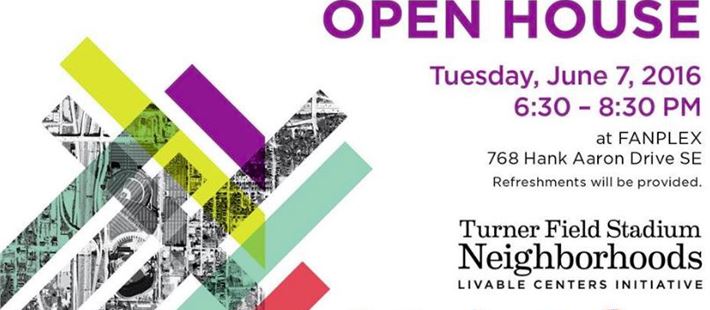 OPEN HOUSE
Tuesday, June 7, 2016
6:30 – 8:30 PM
at FANPLEX
768 Hank Aaron Drive SE
Refreshments will be provided.
Turner Field Stadium
Neighborhoods
LIVABLE CENTERS INITIATIVE